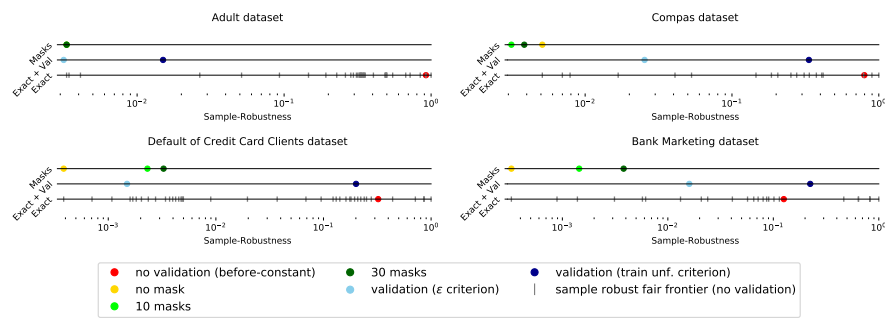 Adult dataset
Masks
Exact + Val
Exact
10⁻²
10⁻¹
10⁰
Sample-Robustness
Compas dataset
Masks
Exact + Val
Exact
10⁻²
10⁻¹
10⁰
Sample-Robustness
Default of Credit Card Clients dataset
Masks
Exact + Val
Exact
10⁻³
10⁻²
10⁻¹
10⁰
Sample-Robustness
Bank Marketing dataset
Masks
Exact + Val
Exact
10⁻³
10⁻²
10⁻¹
10⁰
Sample-Robustness
no validation (before-constant)
no mask
10 masks
30 masks
validation (ε criterion)
validation (train unf. criterion)
sample robust fair frontier (no validation)